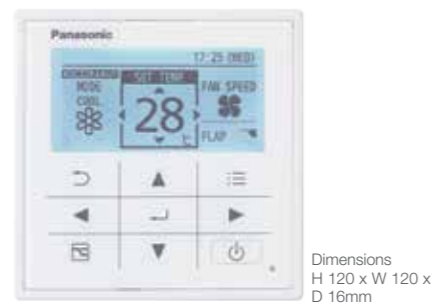 Panasonic
17:25 (WED)
MODE
COOL
SET TEMP.
28
℃
FAN SPEED
FLAP
Dimensions
H 120 x W 120 x
D 16mm